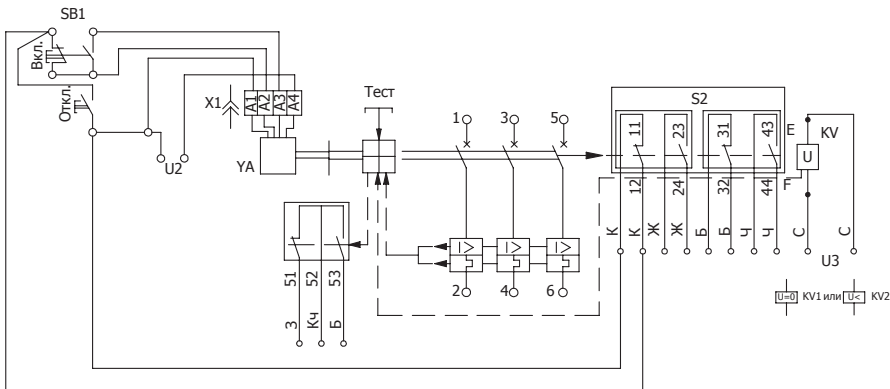 SB1
Вкл.
Откл.
X1
A1 A2 A3 A4
U2
YA
Тест
1 3 5
S2
11 23 31 43
E KV
U
F
12 24 32 44
К К Ж Ж Б Б Ч Ч С С
U3
51 52 53
I> I> I>
2 4 6
З Кч Б
U=0 KV1 или U< KV2